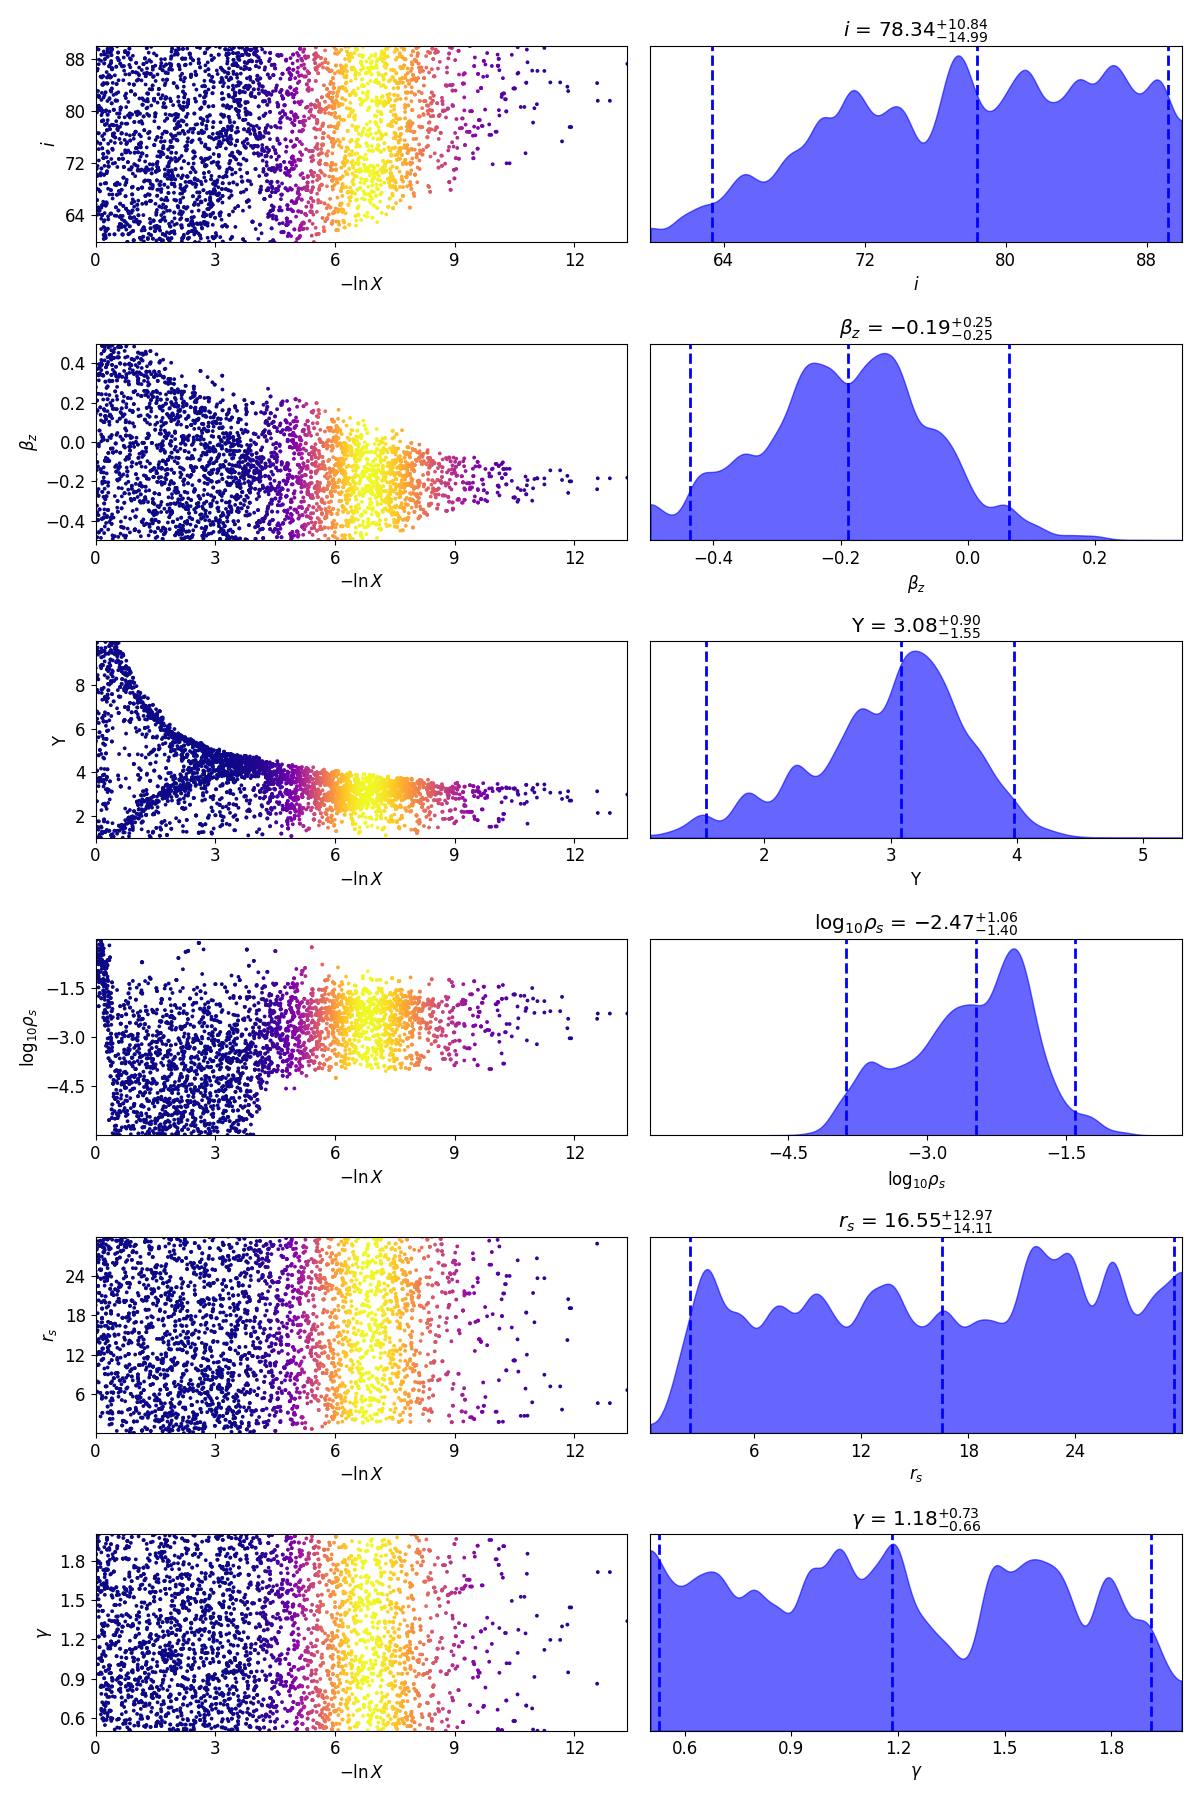 i = 78.34^{+10.84}_{−14.99}
88
80
72
64
i
0 3 6 9 12
−ln X
64 72 80 88
i
β_z = −0.19^{+0.25}_{−0.25}
0.4
0.2
0.0
−0.2
−0.4
β_z
0 3 6 9 12
−ln X
−0.4 −0.2 0.0 0.2
β_z
Y = 3.08^{+0.90}_{−1.55}
8
6
4
2
Y
0 3 6 9 12
−ln X
2 3 4 5
Y
log₁₀ρ_s = −2.47^{+1.06}_{−1.40}
−1.5
−3.0
−4.5
log₁₀ρ_s
0 3 6 9 12
−ln X
−4.5 −3.0 −1.5
log₁₀ρ_s
r_s = 16.55^{+12.97}_{−14.11}
24
18
12
6
r_s
0 3 6 9 12
−ln X
6 12 18 24
r_s
γ = 1.18^{+0.73}_{−0.66}
1.8
1.5
1.2
0.9
0.6
γ
0 3 6 9 12
−ln X
0.6 0.9 1.2 1.5 1.8
γ